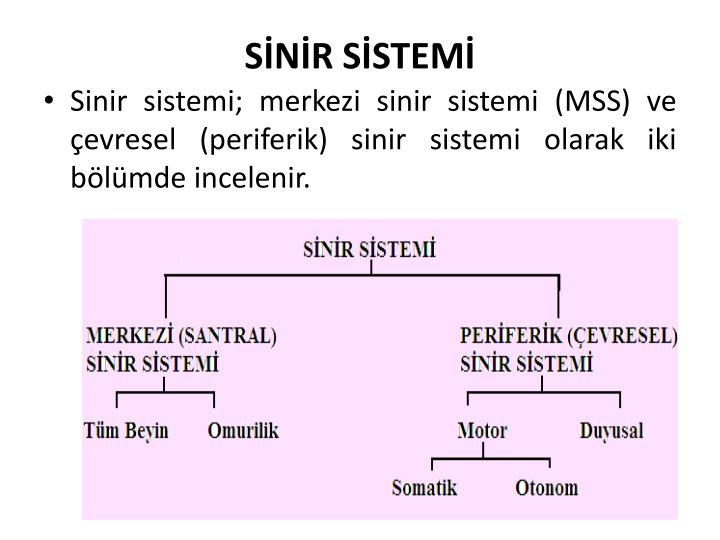 SİNİR SİSTEMİ
• Sinir sistemi; merkezi sinir sistemi (MSS) ve
çevresel (periferik) sinir sistemi olarak iki
bölümde incelenir.
SİNİR SİSTEMİ
MERKEZİ (SANTRAL)
SİNİR SİSTEMİ
PERİFERİK (ÇEVRESEL)
SİNİR SİSTEMİ
Tüm Beyin Omurilik
Motor Duyusal
Somatik Otonom